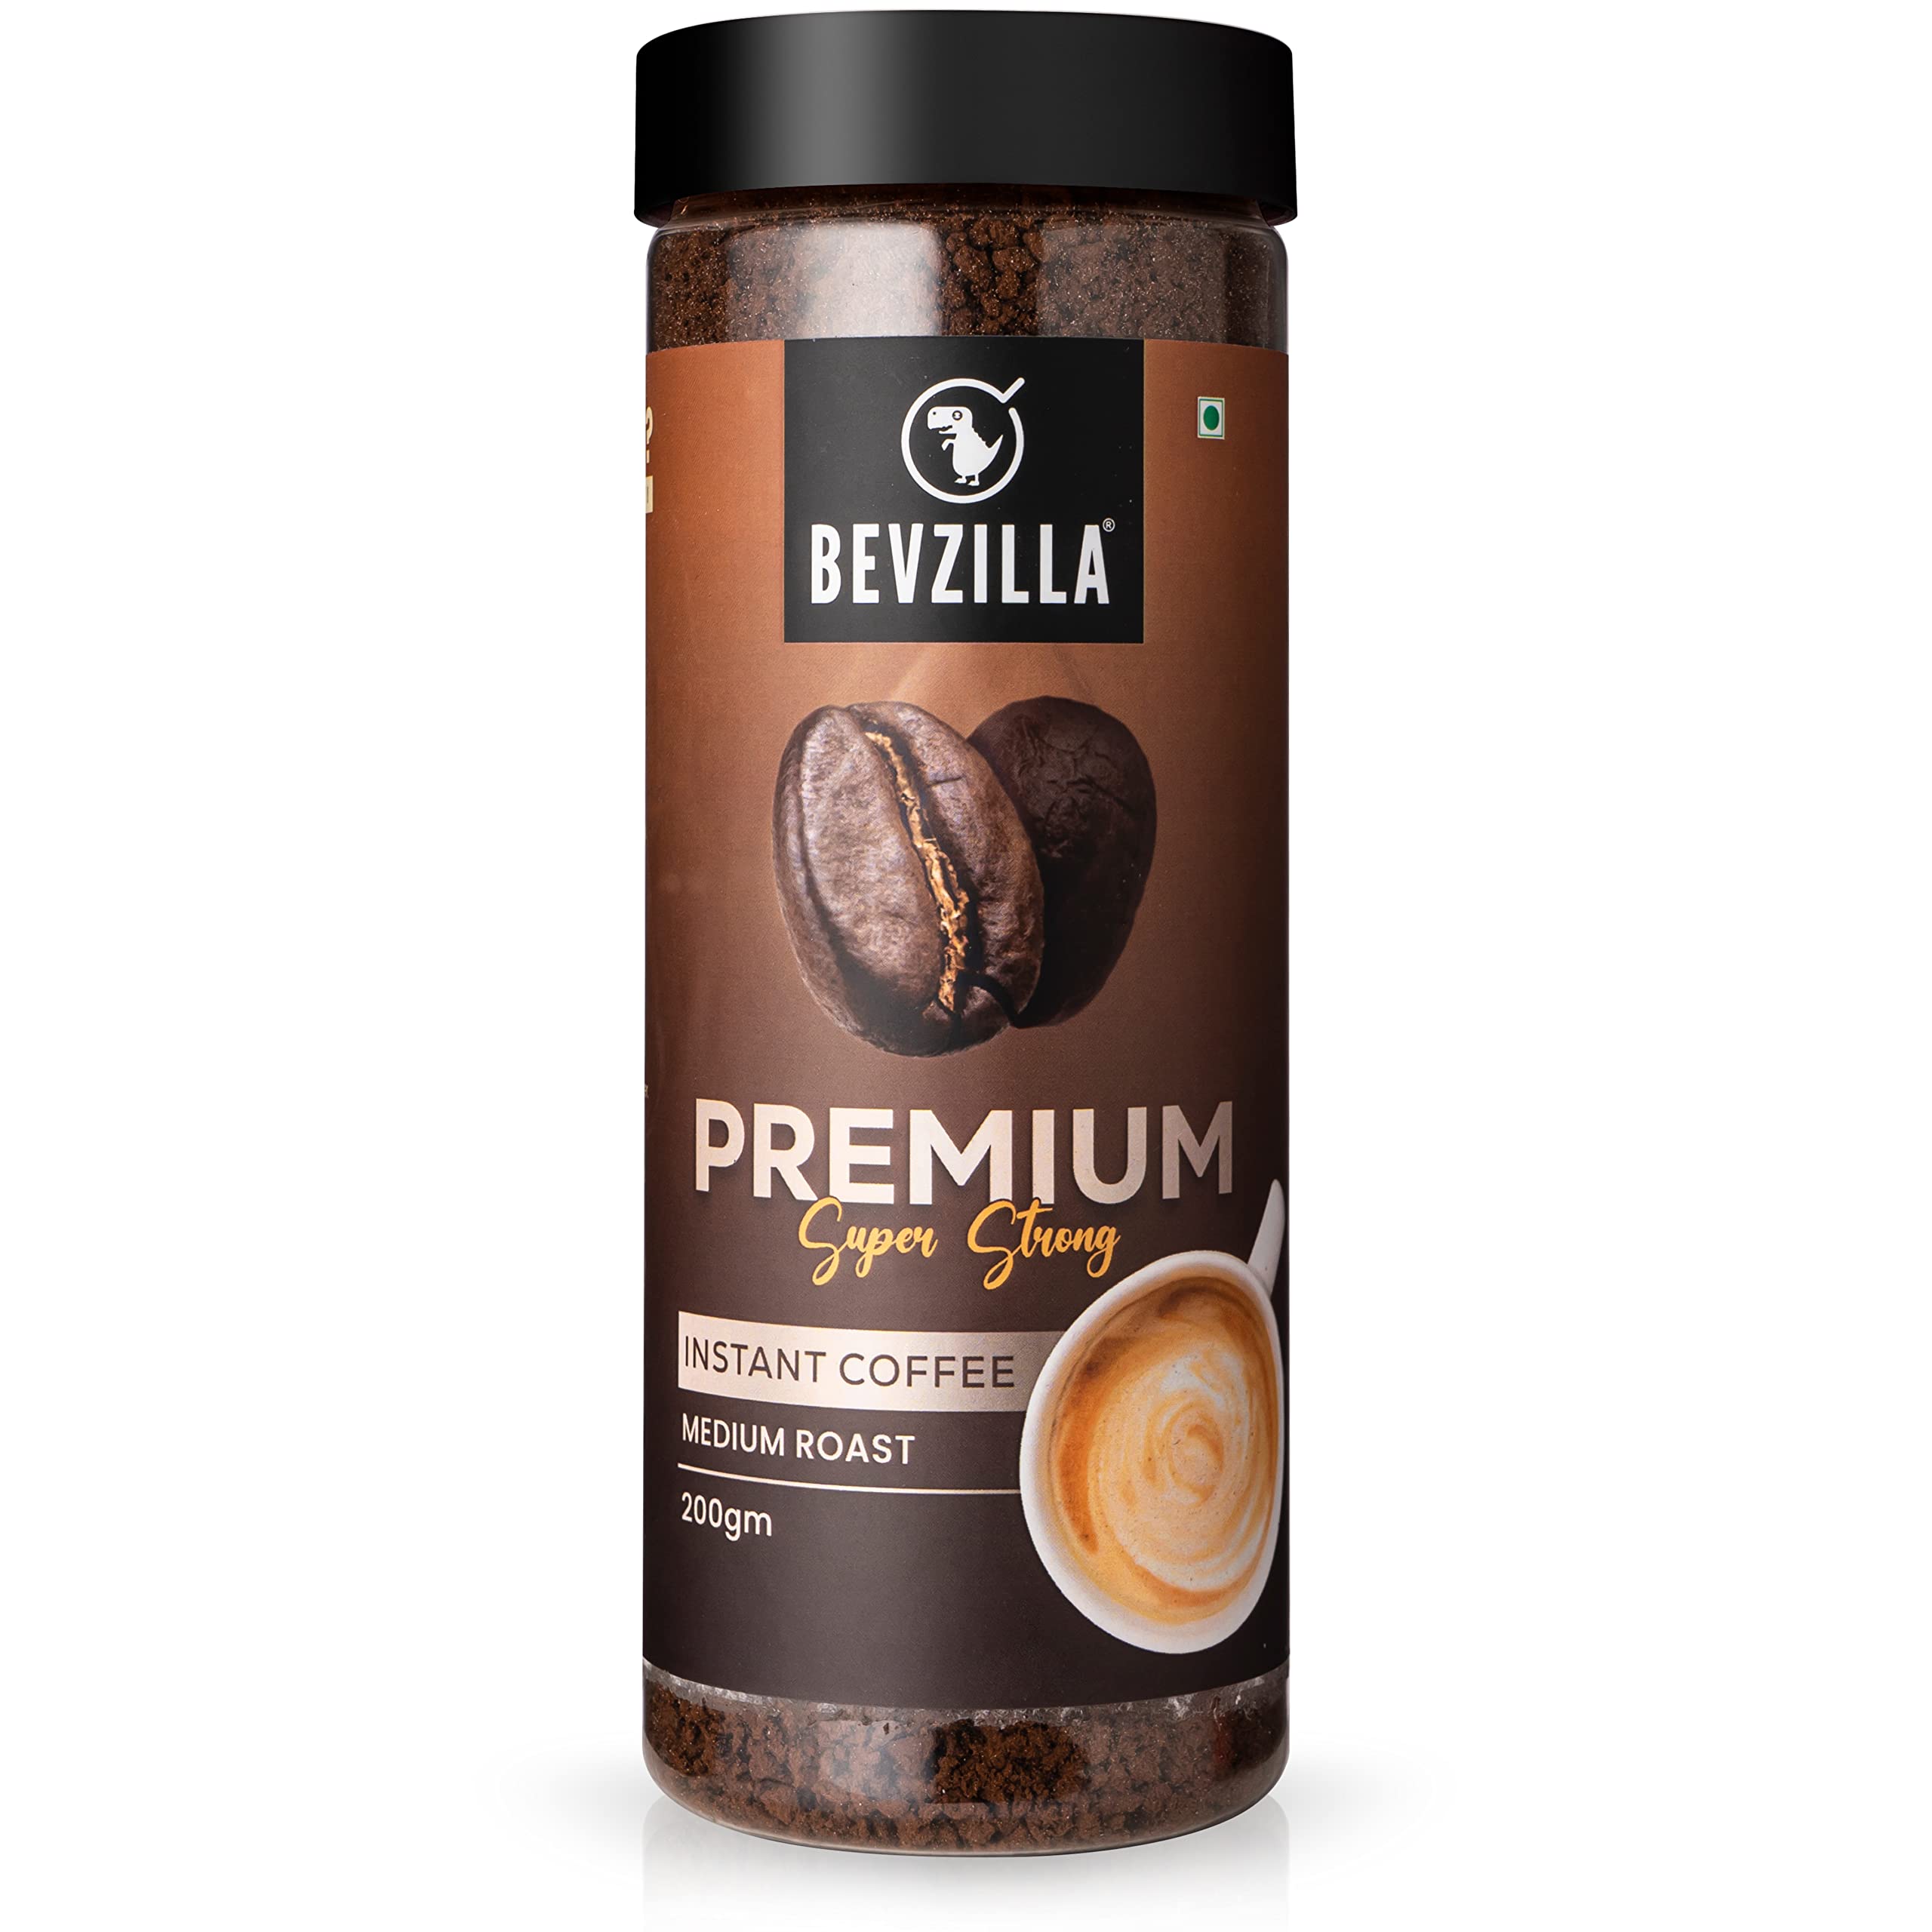 BEVZILLA®
PREMIUM
Super Strong
INSTANT COFFEE
MEDIUM ROAST
200gm